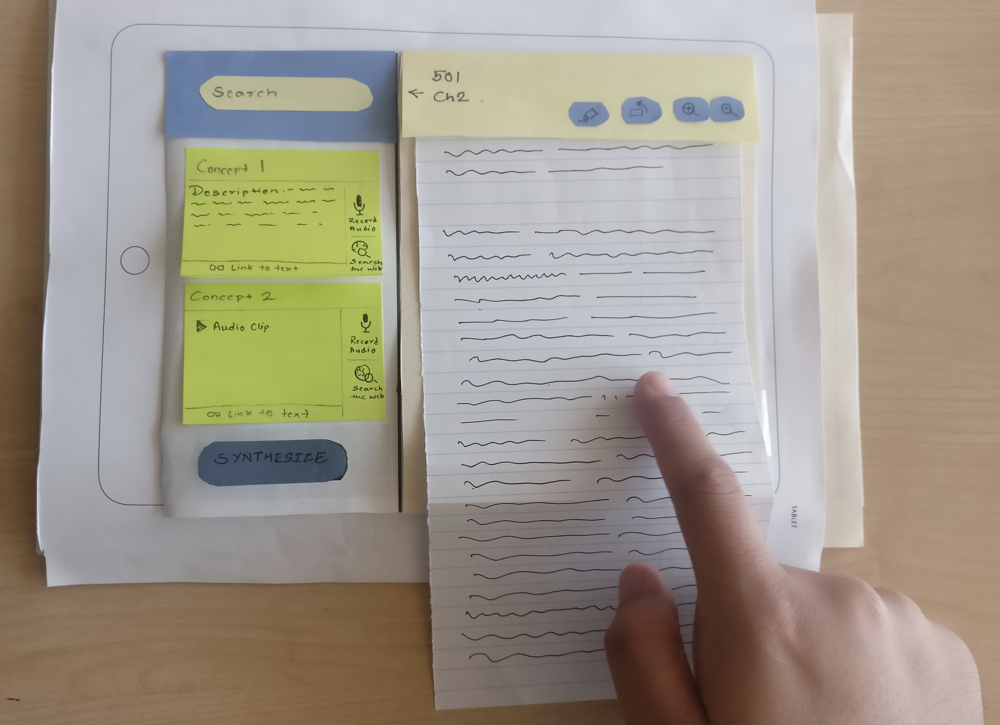 Search
Concept 1
Description
Record
Audio
Search
the web
Link to text
Concept 2
Audio Clip
Record
Audio
Search
the web
Link to text
SYNTHESIZE
501
Ch2.
TABLET